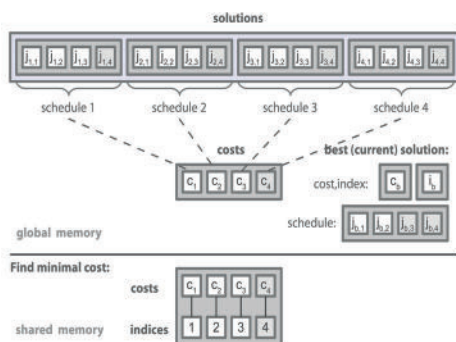 solutions
j1,1 j1,2 j1,3 j1,4 j2,1 j2,2 j2,3 j2,4 j3,1 j3,2 j3,3 j3,4 j4,1 j4,2 j4,3 j4,4
schedule 1 schedule 2 schedule 3 schedule 4
costs
best (current) solution:
c1 c2 c3 c4
cost,index: cb ib
schedule: jb,1 jb,2 jb,3 jb,4
global memory
Find minimal cost:
costs c1 c2 c3 c4
shared memory
indices 1 2 3 4